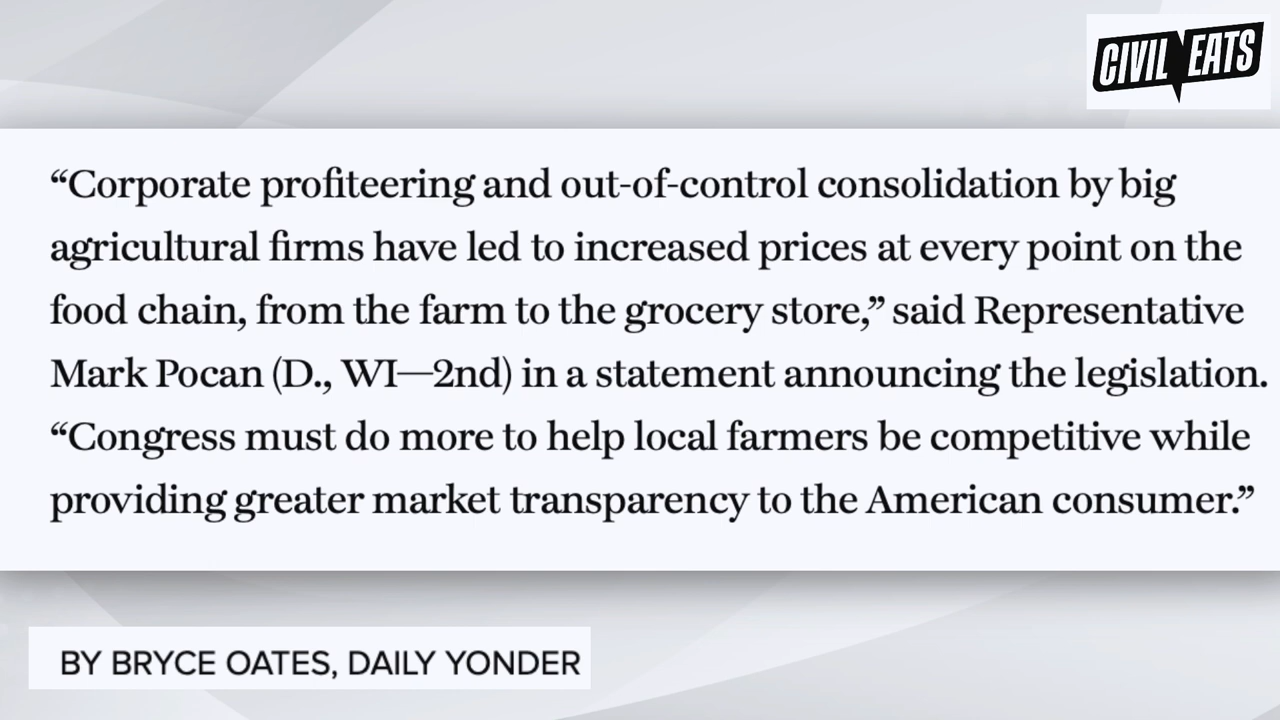 CIVIL EATS
“Corporate profiteering and out-of-control consolidation by big
agricultural firms have led to increased prices at every point on the
food chain, from the farm to the grocery store,” said Representative
Mark Pocan (D., WI—2nd) in a statement announcing the legislation.
“Congress must do more to help local farmers be competitive while
providing greater market transparency to the American consumer.”
BY BRYCE OATES, DAILY YONDER